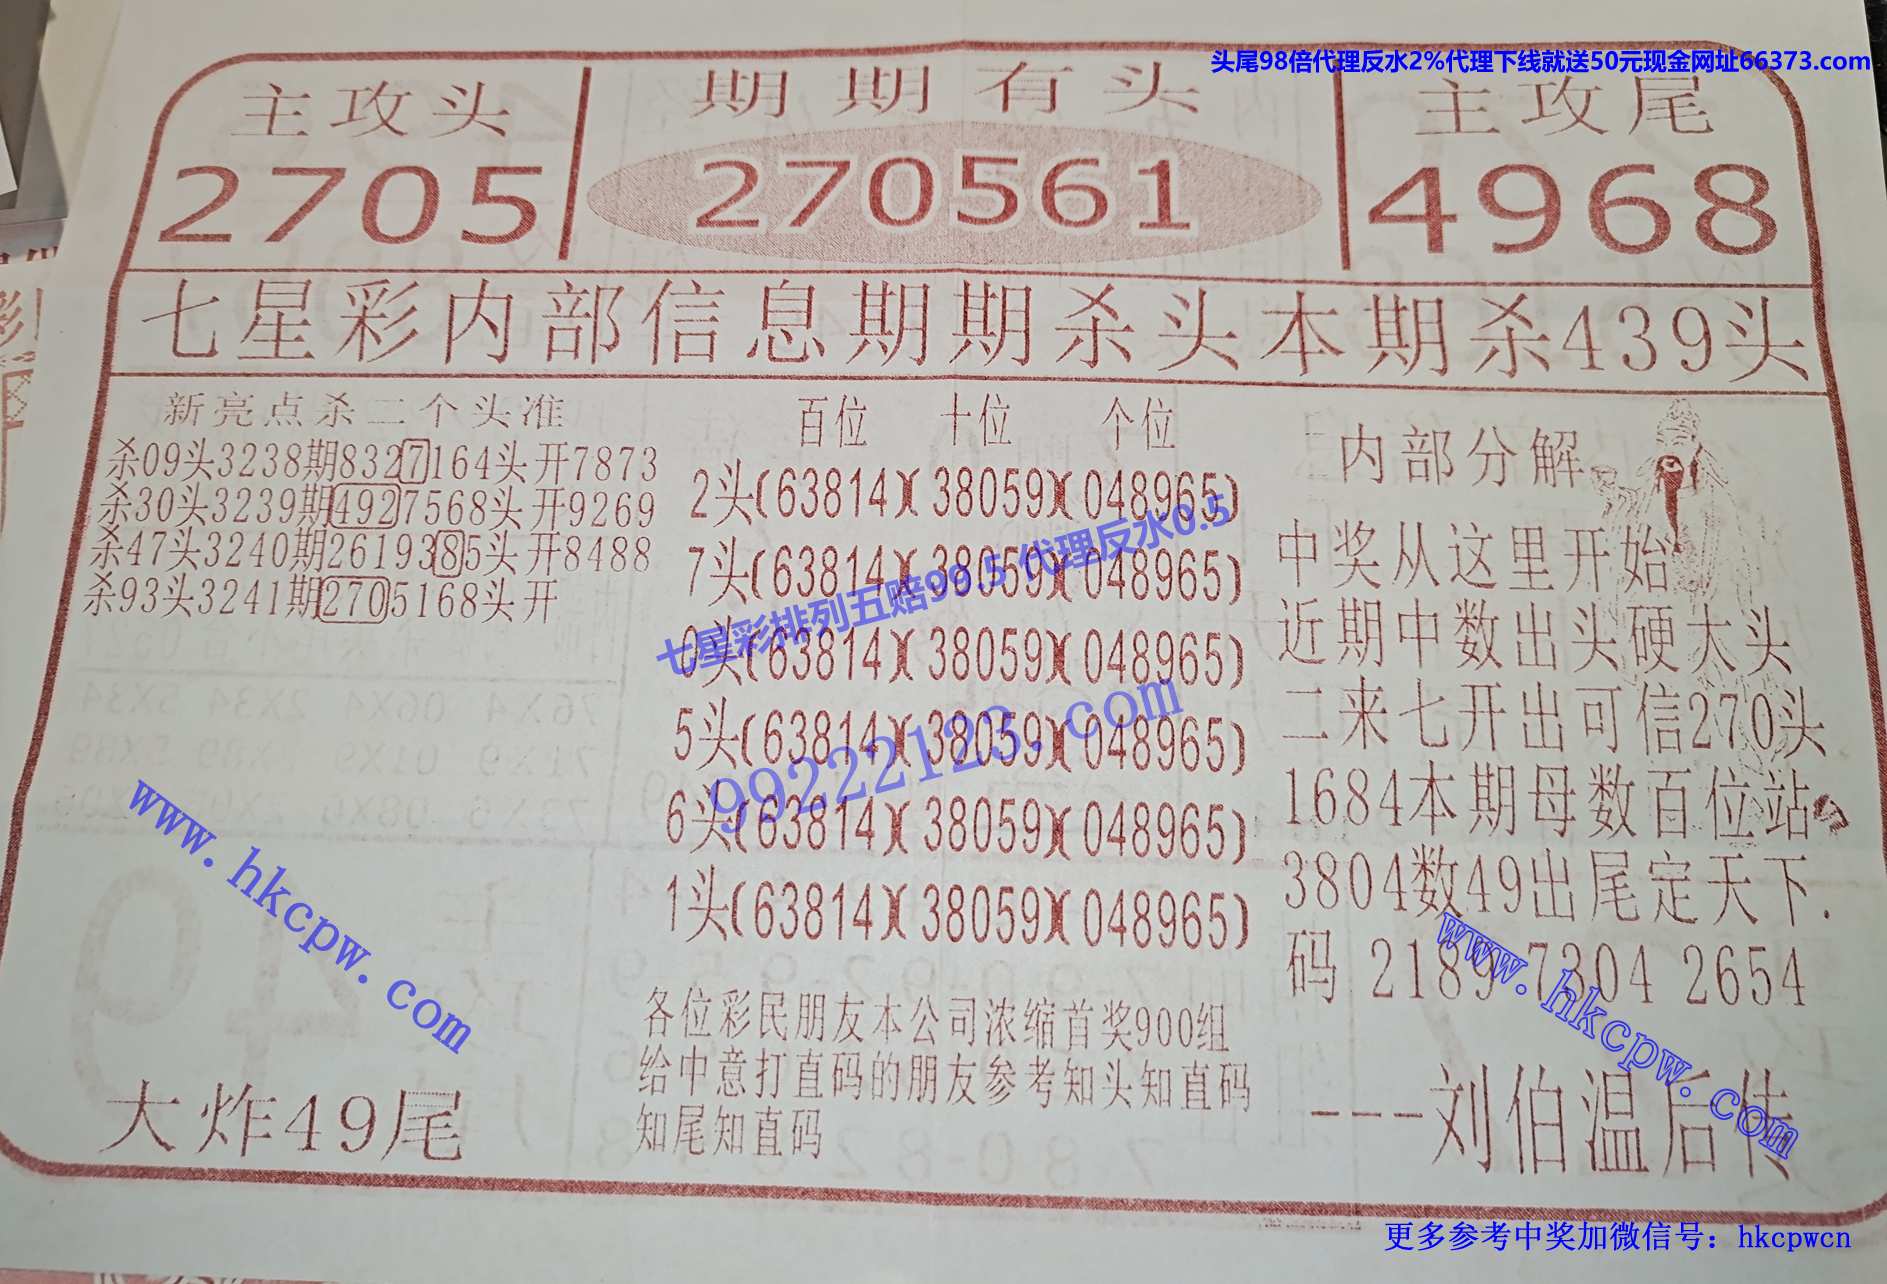 头尾98倍代理反水2%代理下线就送50元现金网址66373.com
主攻头
2705
期期有头
270561
主攻尾
4968
七星彩内部信息期期杀头本期杀439头
新亮点杀二个头准
杀09头3238期8327164头开7873
杀30头3239期4927568头开9269
杀47头3240期2619385头开8488
杀93头3241期2705168头开
大炸49尾
百位 十位 个位
2头(63814)(38059)(048965)
7头(63814)(38059)(048965)
0头(63814)(38059)(048965)
5头(63814)(38059)(048965)
6头(63814)(38059)(048965)
1头(63814)(38059)(048965)
各位彩民朋友本公司浓缩首奖900组
给中意打直码的朋友参考知头知直码
知尾知直码
内部分解
中奖从这里开始
近期中数出头硬太头
二来七开出可信270头
1684本期母数百位站
3804数49出尾定天下.
码 2189 7304 2654
---刘伯温后传
七星彩排列五赔99.5 代理反水0.5
99222123.com
www.hkcpw.com
www.hkcpw.com
更多参考中奖加微信号：hkcpwcn